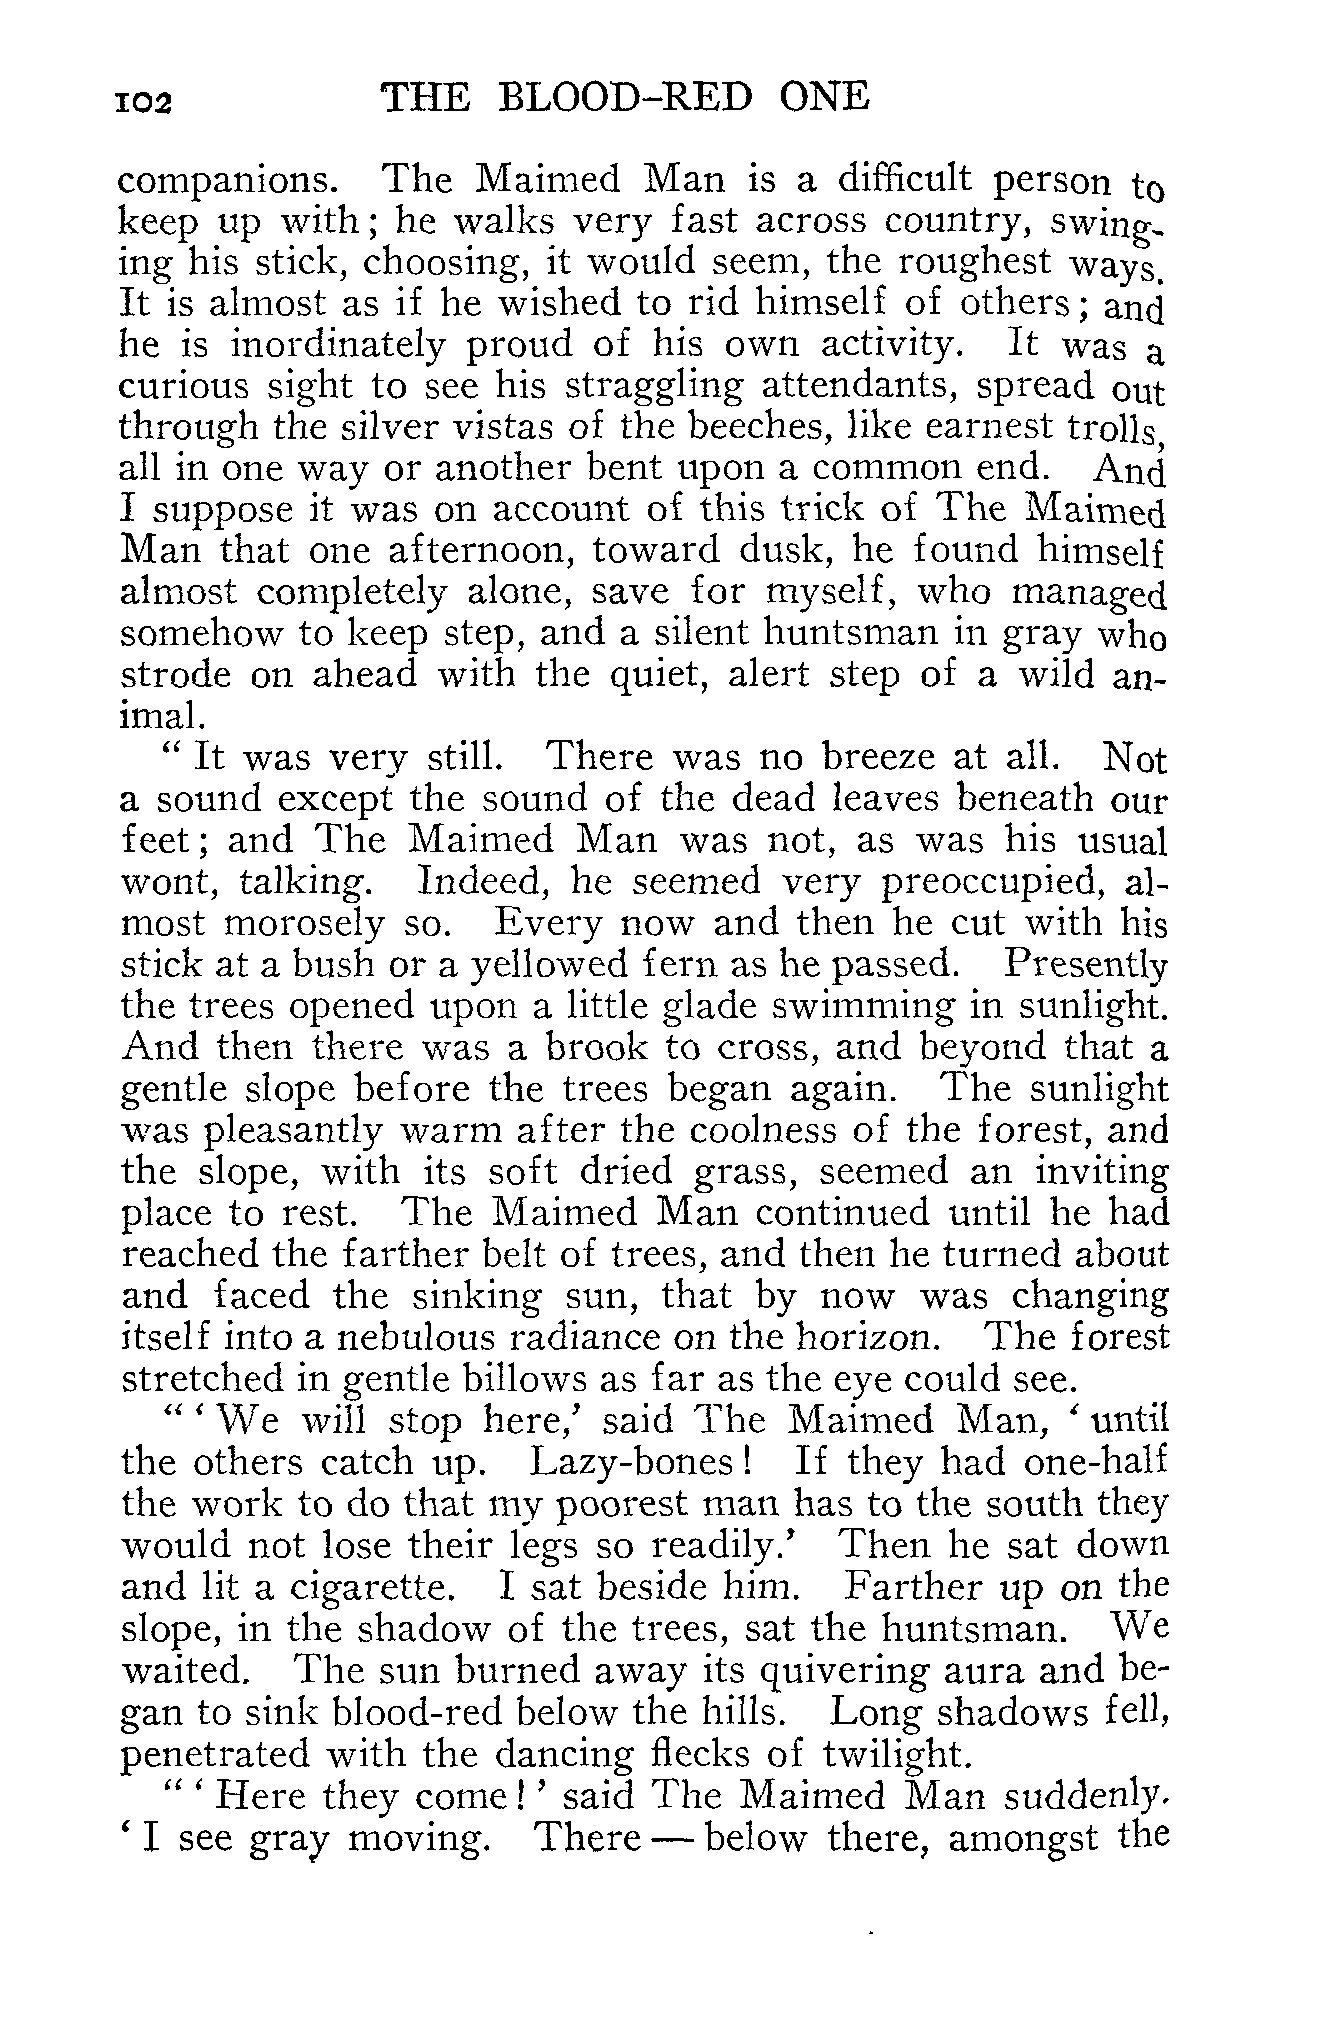 102 THE BLOOD-RED ONE
companions. The Maimed Man is a difficult person to
keep up with; he walks very fast across country, swing-
ing his stick, choosing, it would seem, the roughest ways.
It is almost as if he wished to rid himself of others; and
he is inordinately proud of his own activity. It was a
curious sight to see his straggling attendants, spread out
through the silver vistas of the beeches, like earnest trolls,
all in one way or another bent upon a common end. And
I suppose it was on account of this trick of The Maimed
Man that one afternoon, toward dusk, he found himself
almost completely alone, save for myself, who managed
somehow to keep step, and a silent huntsman in gray who
strode on ahead with the quiet, alert step of a wild an-
imal.
“ It was very still. There was no breeze at all. Not
a sound except the sound of the dead leaves beneath our
feet; and The Maimed Man was not, as was his usual
wont, talking. Indeed, he seemed very preoccupied, al-
most morosely so. Every now and then he cut with his
stick at a bush or a yellowed fern as he passed. Presently
the trees opened upon a little glade swimming in sunlight.
And then there was a brook to cross, and beyond that a
gentle slope before the trees began again. The sunlight
was pleasantly warm after the coolness of the forest, and
the slope, with its soft dried grass, seemed an inviting
place to rest. The Maimed Man continued until he had
reached the farther belt of trees, and then he turned about
and faced the sinking sun, that by now was changing
itself into a nebulous radiance on the horizon. The forest
stretched in gentle billows as far as the eye could see.
“ ‘ We will stop here,’ said The Maimed Man, ‘ until
the others catch up. Lazy-bones! If they had one-half
the work to do that my poorest man has to the south they
would not lose their legs so readily.’ Then he sat down
and lit a cigarette. I sat beside him. Farther up on the
slope, in the shadow of the trees, sat the huntsman. We
waited. The sun burned away its quivering aura and be-
gan to sink blood-red below the hills. Long shadows fell,
penetrated with the dancing flecks of twilight.
“ ‘ Here they come! ’ said The Maimed Man suddenly.
‘ I see gray moving. There — below there, amongst the